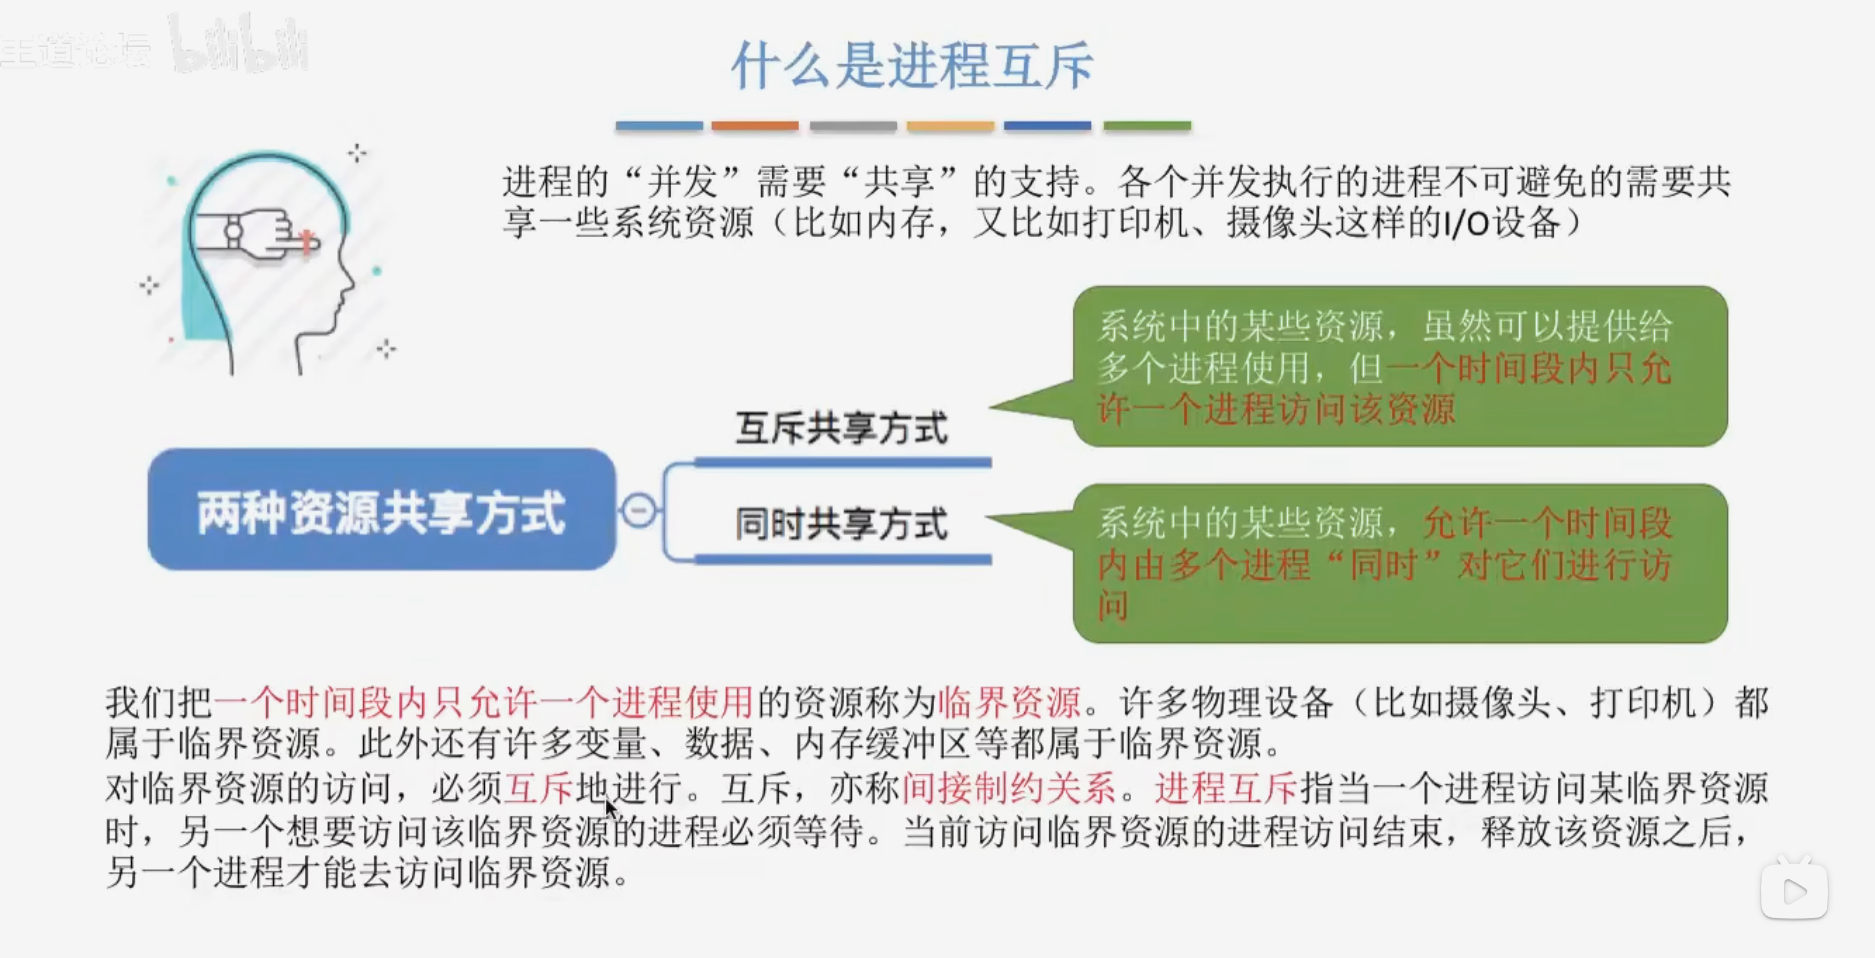 王道论坛 bilibili
什么是进程互斥
进程的“并发”需要“共享”的支持。各个并发执行的进程不可避免的需要共
享一些系统资源（比如内存，又比如打印机、摄像头这样的I/O设备）
系统中的某些资源，虽然可以提供给
多个进程使用，但一个时间段内只允
许一个进程访问该资源
互斥共享方式
两种资源共享方式
同时共享方式
系统中的某些资源，允许一个时间段
内由多个进程“同时”对它们进行访
问
我们把一个时间段内只允许一个进程使用的资源称为临界资源。许多物理设备（比如摄像头、打印机）都
属于临界资源。此外还有许多变量、数据、内存缓冲区等都属于临界资源。
对临界资源的访问，必须互斥地进行。互斥，亦称间接制约关系。进程互斥指当一个进程访问某临界资源
时，另一个想要访问该临界资源的进程必须等待。当前访问临界资源的进程访问结束，释放该资源之后，
另一个进程才能去访问临界资源。